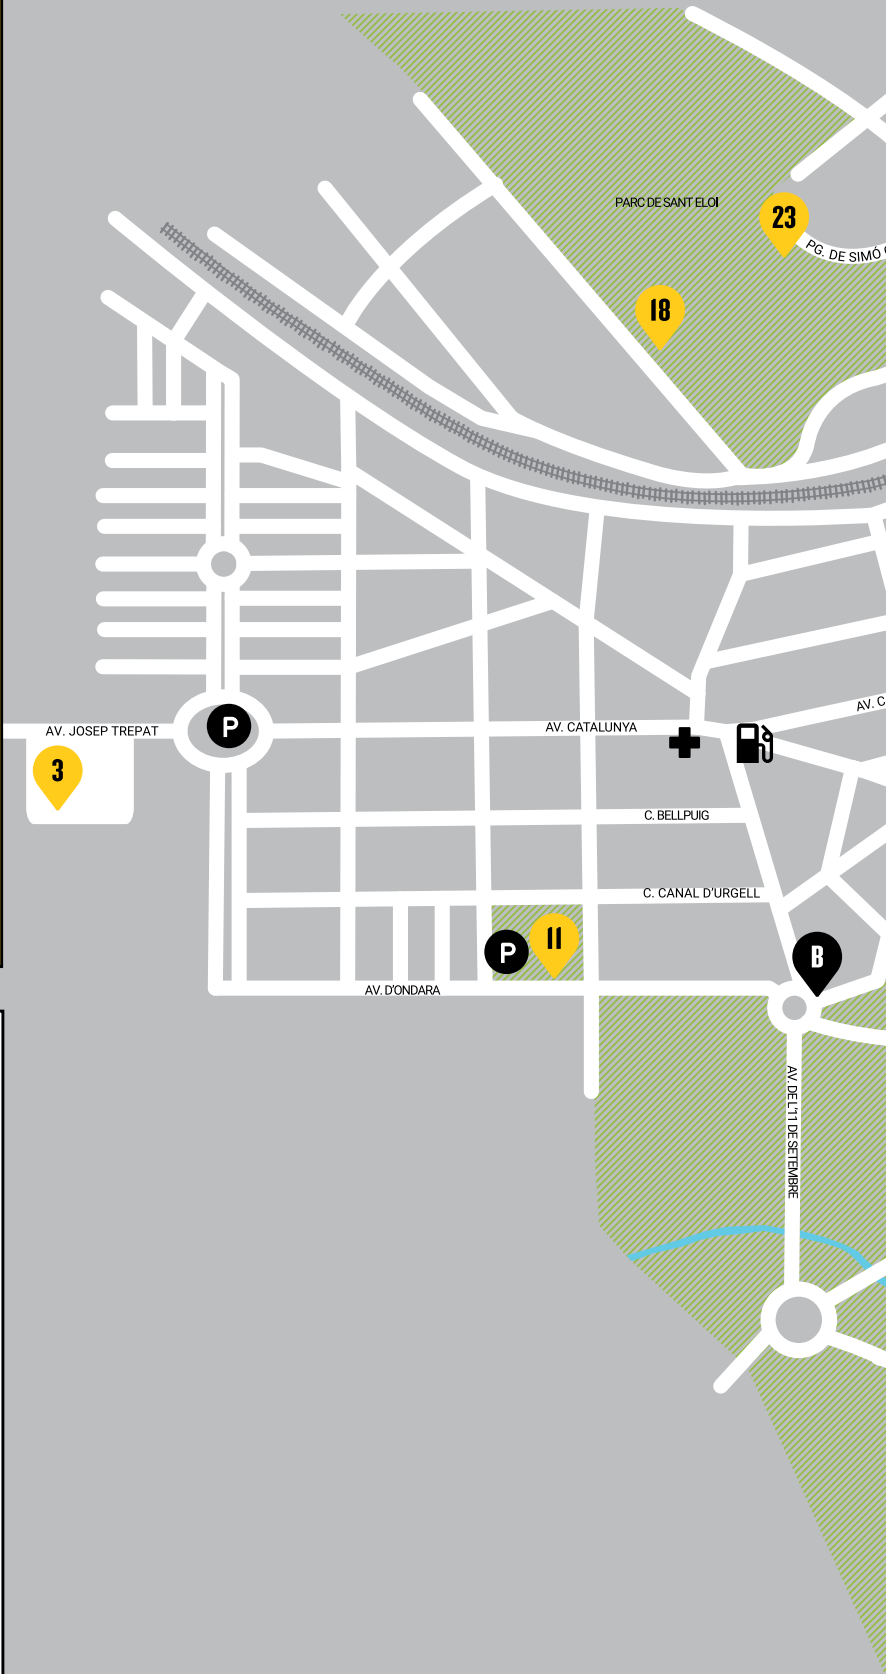 PARC DE SANT ELOI
23
PG. DE SIMÓ
18
AV. C
AV. JOSEP TREPAT
P
AV. CATALUNYA
3
C. BELLPUIG
C. CANAL D'URGELL
P
11
B
AV. D'ONDARA
AV. DE L'11 DE SETEMBRE